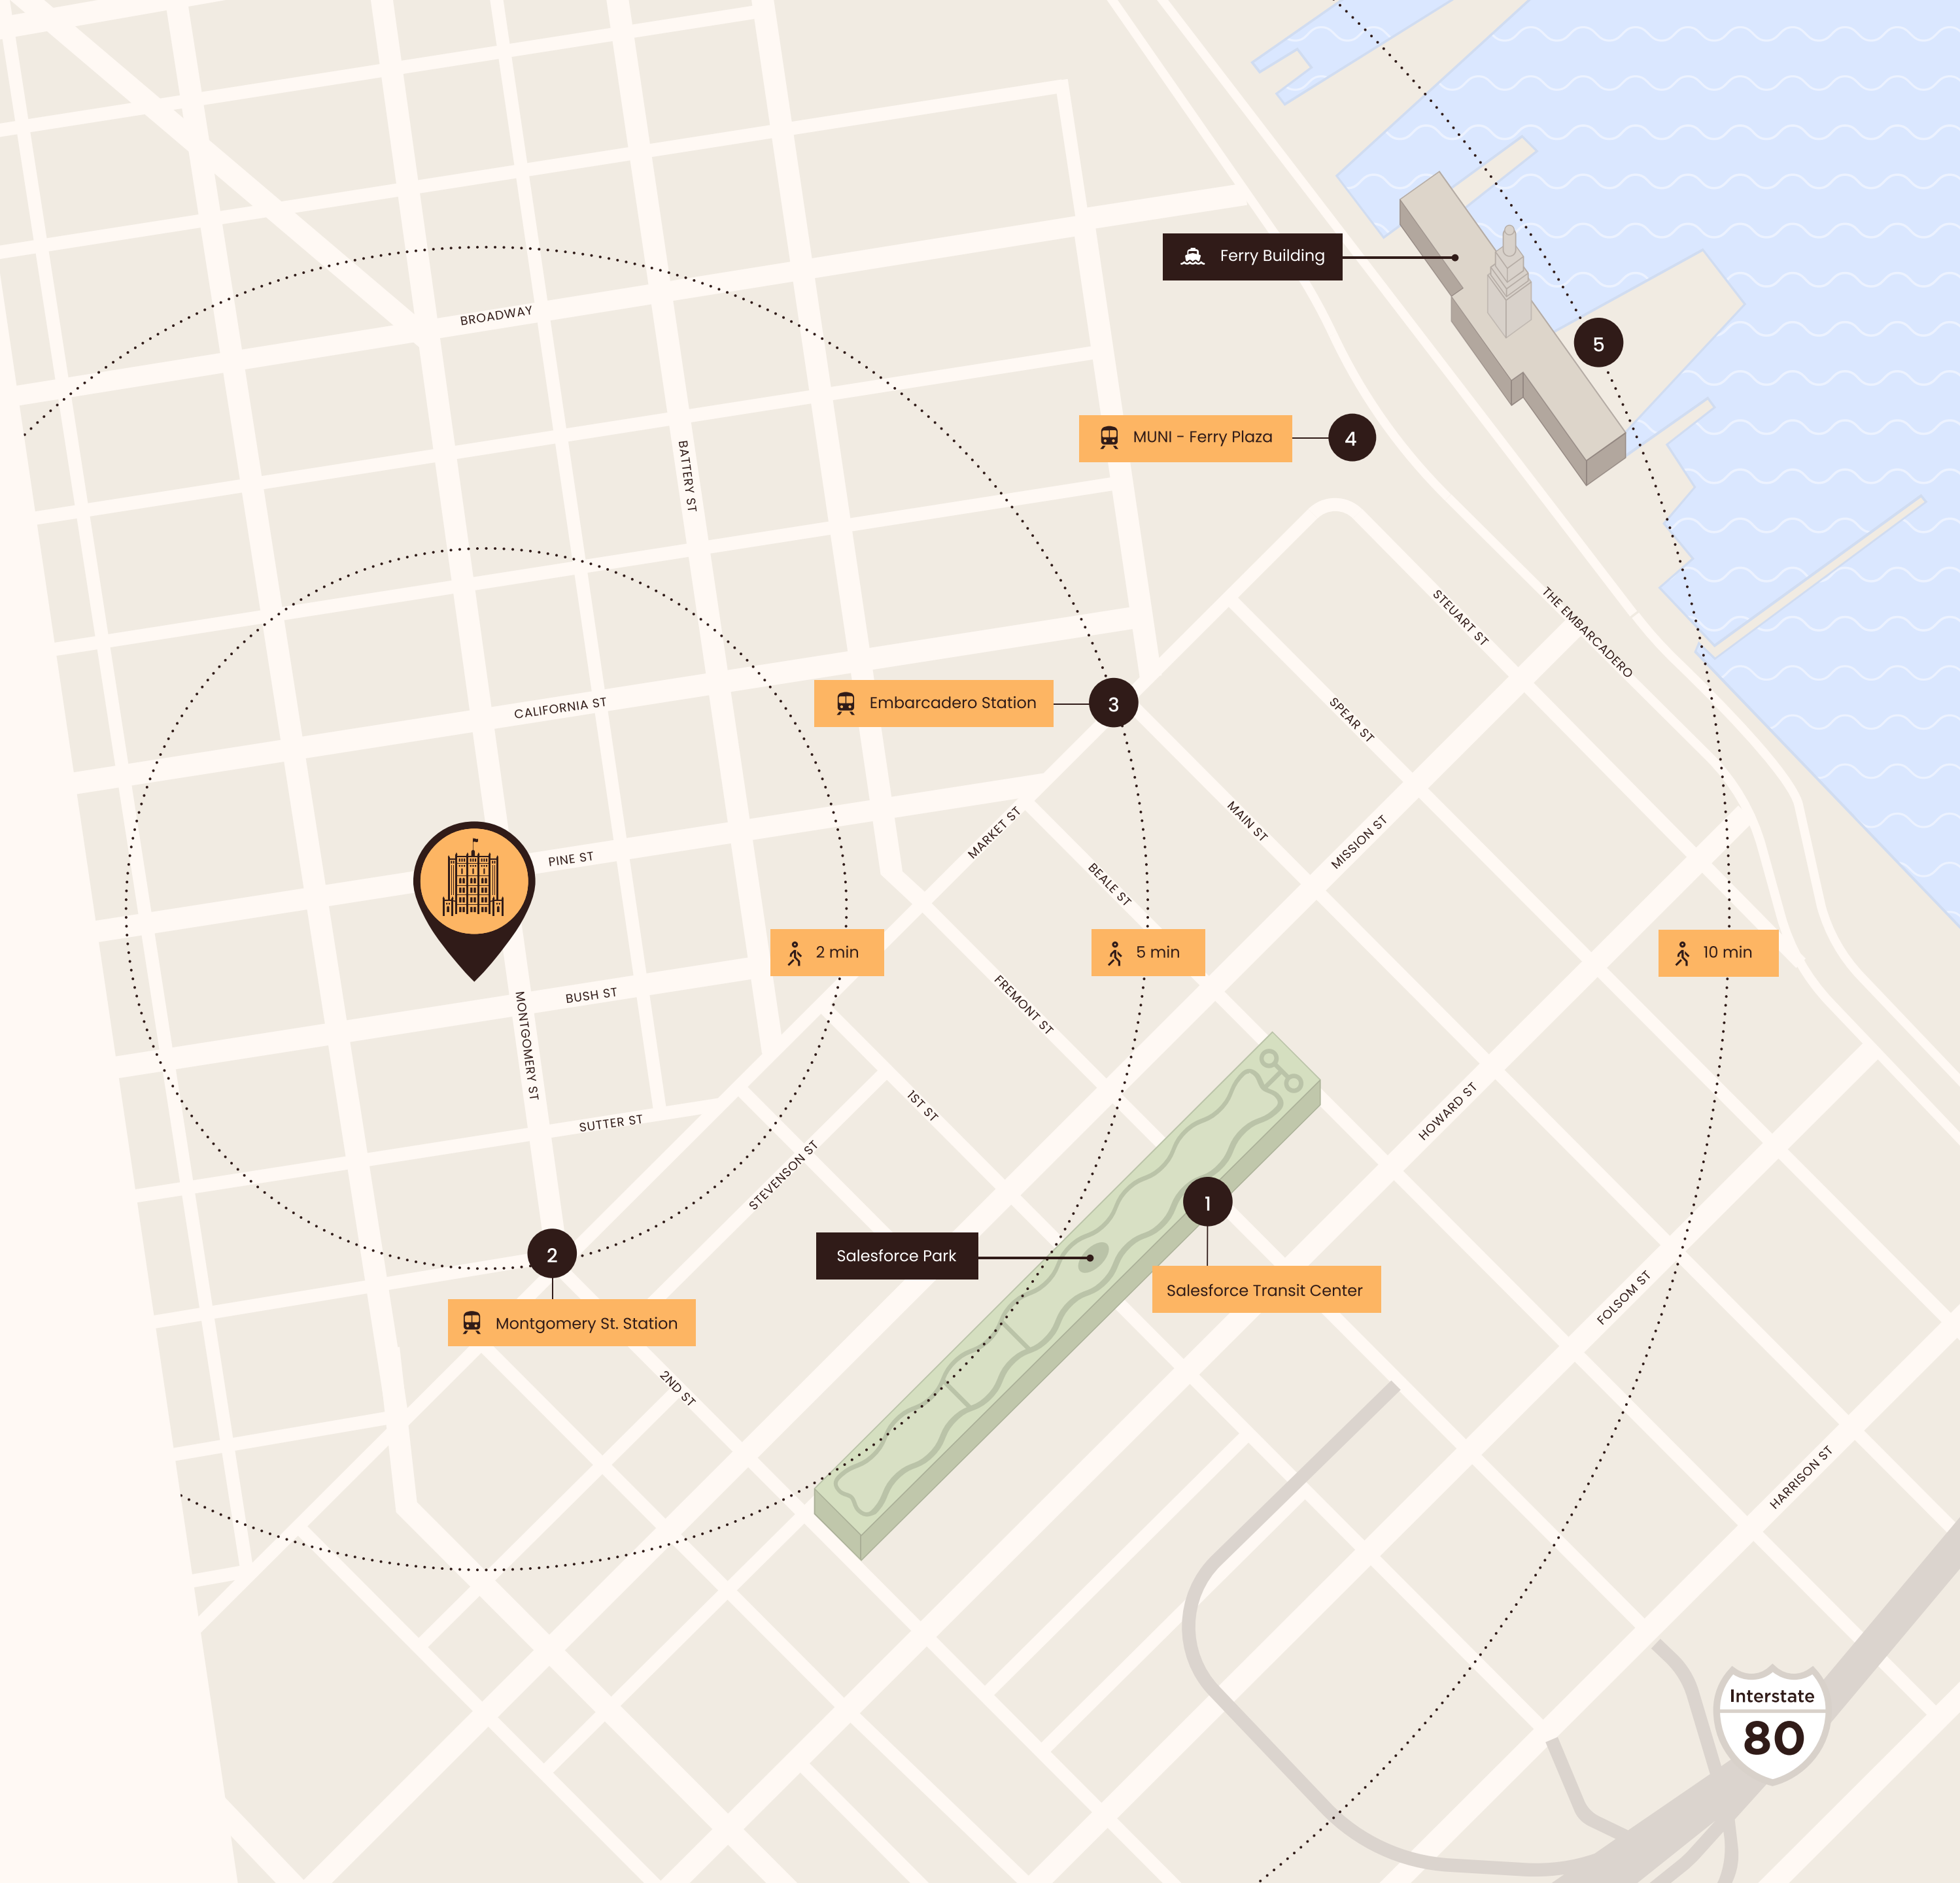 Ferry Building
BROADWAY
5
MUNI - Ferry Plaza
4
BATTERY ST
STEUART ST
THE EMBARCADERO
CALIFORNIA ST
Embarcadero Station
3
SPEAR ST
MAIN ST
MISSION ST
MARKET ST
PINE ST
BEALE ST
2 min
5 min
10 min
BUSH ST
MONTGOMERY ST
FREMONT ST
1ST ST
SUTTER ST
HOWARD ST
STEVENSON ST
1
2
Salesforce Park
Salesforce Transit Center
Montgomery St. Station
FOLSOM ST
2ND ST
HARRISON ST
Interstate
80